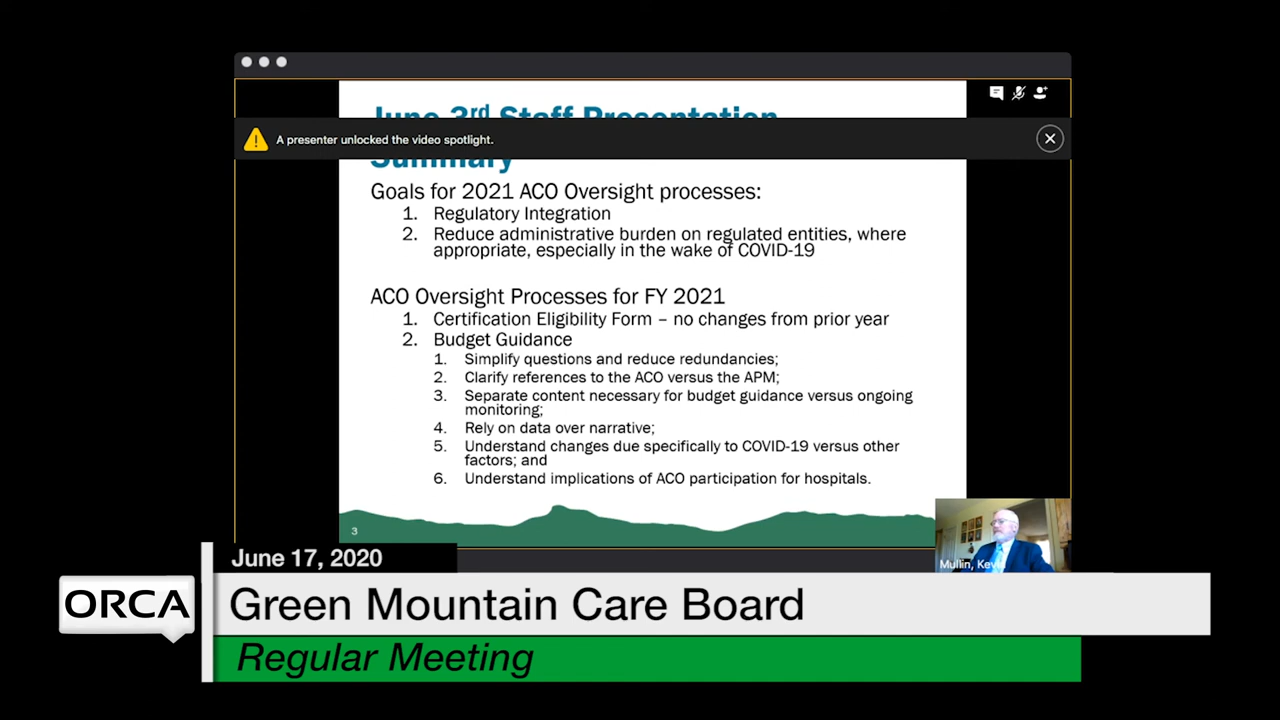 June 3rd Staff Presentation
A presenter unlocked the video spotlight.
Summary
Goals for 2021 ACO Oversight processes:
1. Regulatory Integration
2. Reduce administrative burden on regulated entities, where
appropriate, especially in the wake of COVID-19
ACO Oversight Processes for FY 2021
1. Certification Eligibility Form – no changes from prior year
2. Budget Guidance
1. Simplify questions and reduce redundancies;
2. Clarify references to the ACO versus the APM;
3. Separate content necessary for budget guidance versus ongoing
monitoring;
4. Rely on data over narrative;
5. Understand changes due specifically to COVID-19 versus other
factors; and
6. Understand implications of ACO participation for hospitals.
3
Mullin,
June 17, 2020
ORCA
Green Mountain Care Board
Regular Meeting